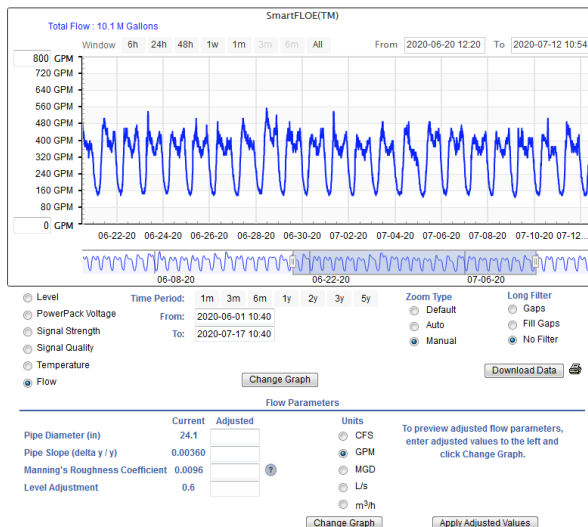 SmartFLOE(TM)
Total Flow : 10.1 M Gallons
Window 6h 24h 48h 1w 1m 3m 6m All From 2020-06-20 12:20 To 2020-07-12 10:54
800 GPM
720 GPM
640 GPM
560 GPM
480 GPM
400 GPM
320 GPM
240 GPM
160 GPM
80 GPM
0 GPM
06-22-20 06-24-20 06-26-20 06-28-20 06-30-20 07-02-20 07-04-20 07-06-20 07-08-20 07-10-20 07-12...
06-08-20 06-22-20 07-06-20
Level
PowerPack Voltage
Signal Strength
Signal Quality
Temperature
Flow
Time Period: 1m 3m 6m 1y 2y 3y 5y
From: 2020-06-01 10:40
To: 2020-07-17 10:40
Change Graph
Zoom Type
Default
Auto
Manual
Long Filter
Gaps
Fill Gaps
No Filter
Download Data
Flow Parameters
Current Adjusted
Pipe Diameter (in) 24.1
Pipe Slope (delta y / y) 0.00360
Manning's Roughness Coefficient 0.0096 ?
Level Adjustment 0.6
Units
CFS
GPM
MGD
L/s
m³/h
Change Graph
To preview adjusted flow parameters,
enter adjusted values to the left and
click Change Graph.
Apply Adjusted Values